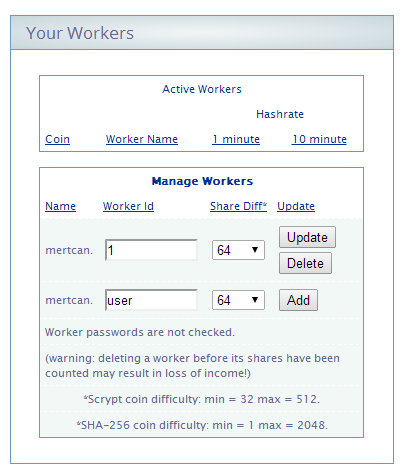 Your Workers
Active Workers
Hashrate
Coin Worker Name 1 minute 10 minute
Manage Workers
Name Worker Id Share Diff* Update
mertcan. 1 64 Update
Delete
mertcan. user 64 Add
Worker passwords are not checked.
(warning: deleting a worker before its shares have been
counted may result in loss of income!)
*Scrypt coin difficulty: min = 32 max = 512.
*SHA-256 coin difficulty: min = 1 max = 2048.